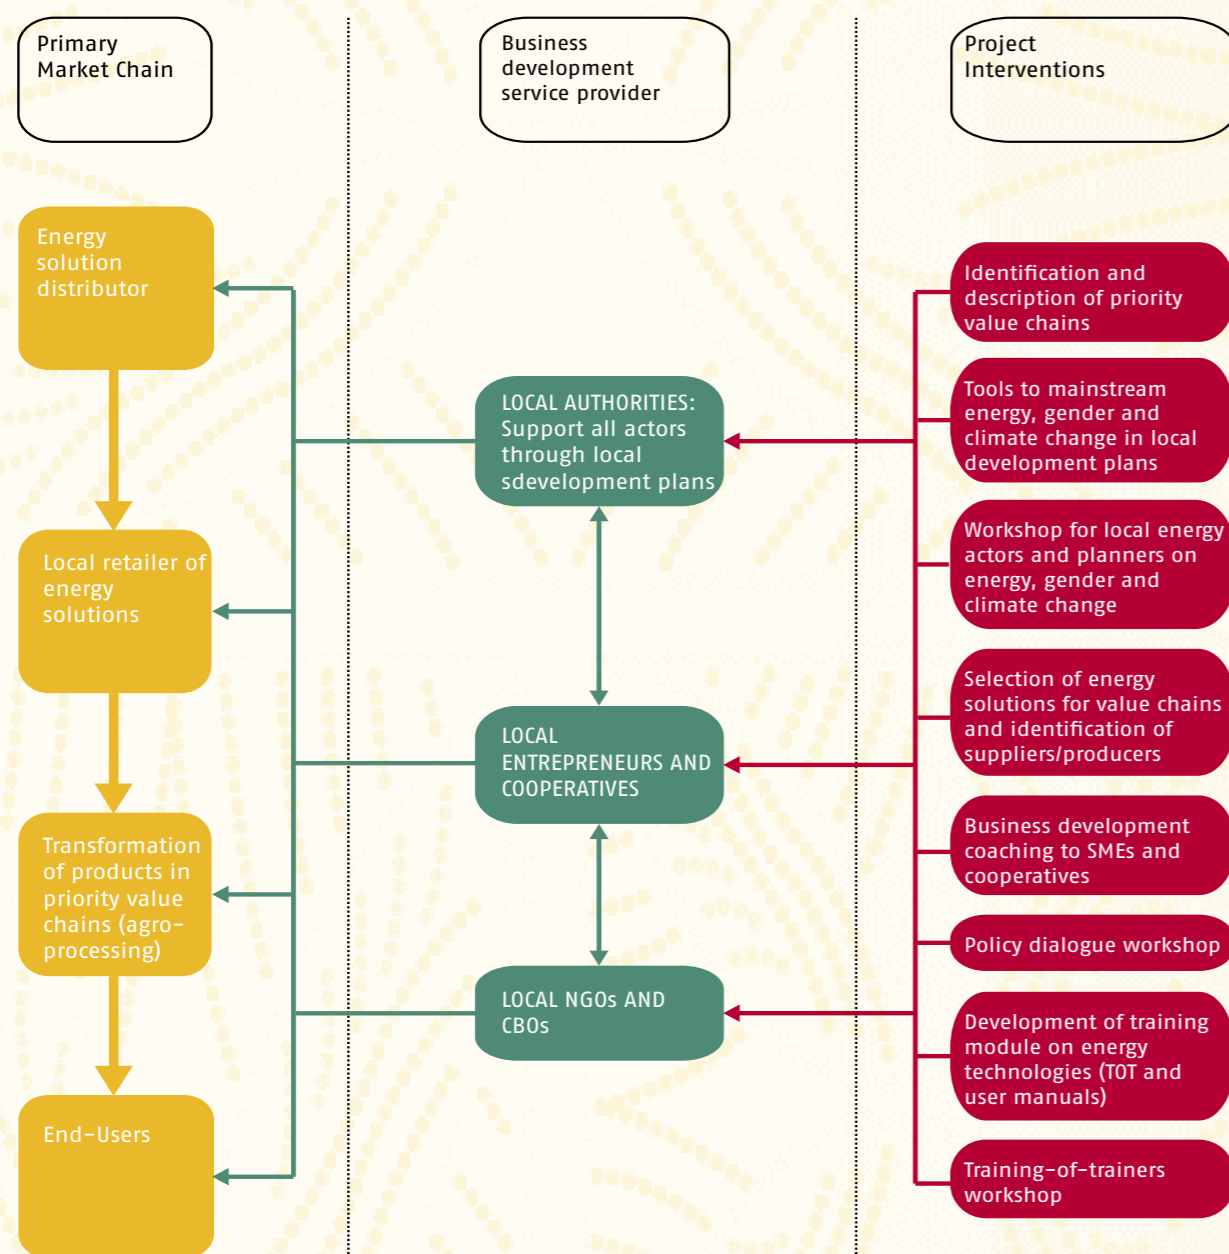 Primary
Market Chain
Business
development
service provider
Project
Interventions
Energy
solution
distributor
Local retailer of
energy
solutions
Transformation
of products in
priority value
chains (agro-
processing)
End-Users
LOCAL AUTHORITIES:
Support all actors
through local
sdevelopment plans
LOCAL
ENTREPRENEURS AND
COOPERATIVES
LOCAL NGOs AND
CBOs
Identification and
description of priority
value chains
Tools to mainstream
energy, gender and
climate change in local
development plans
Workshop for local energy
actors and planners on
energy, gender and
climate change
Selection of energy
solutions for value chains
and identification of
suppliers/producers
Business development
coaching to SMEs and
cooperatives
Policy dialogue workshop
Development of training
module on energy
technologies (TOT and
user manuals)
Training-of-trainers
workshop